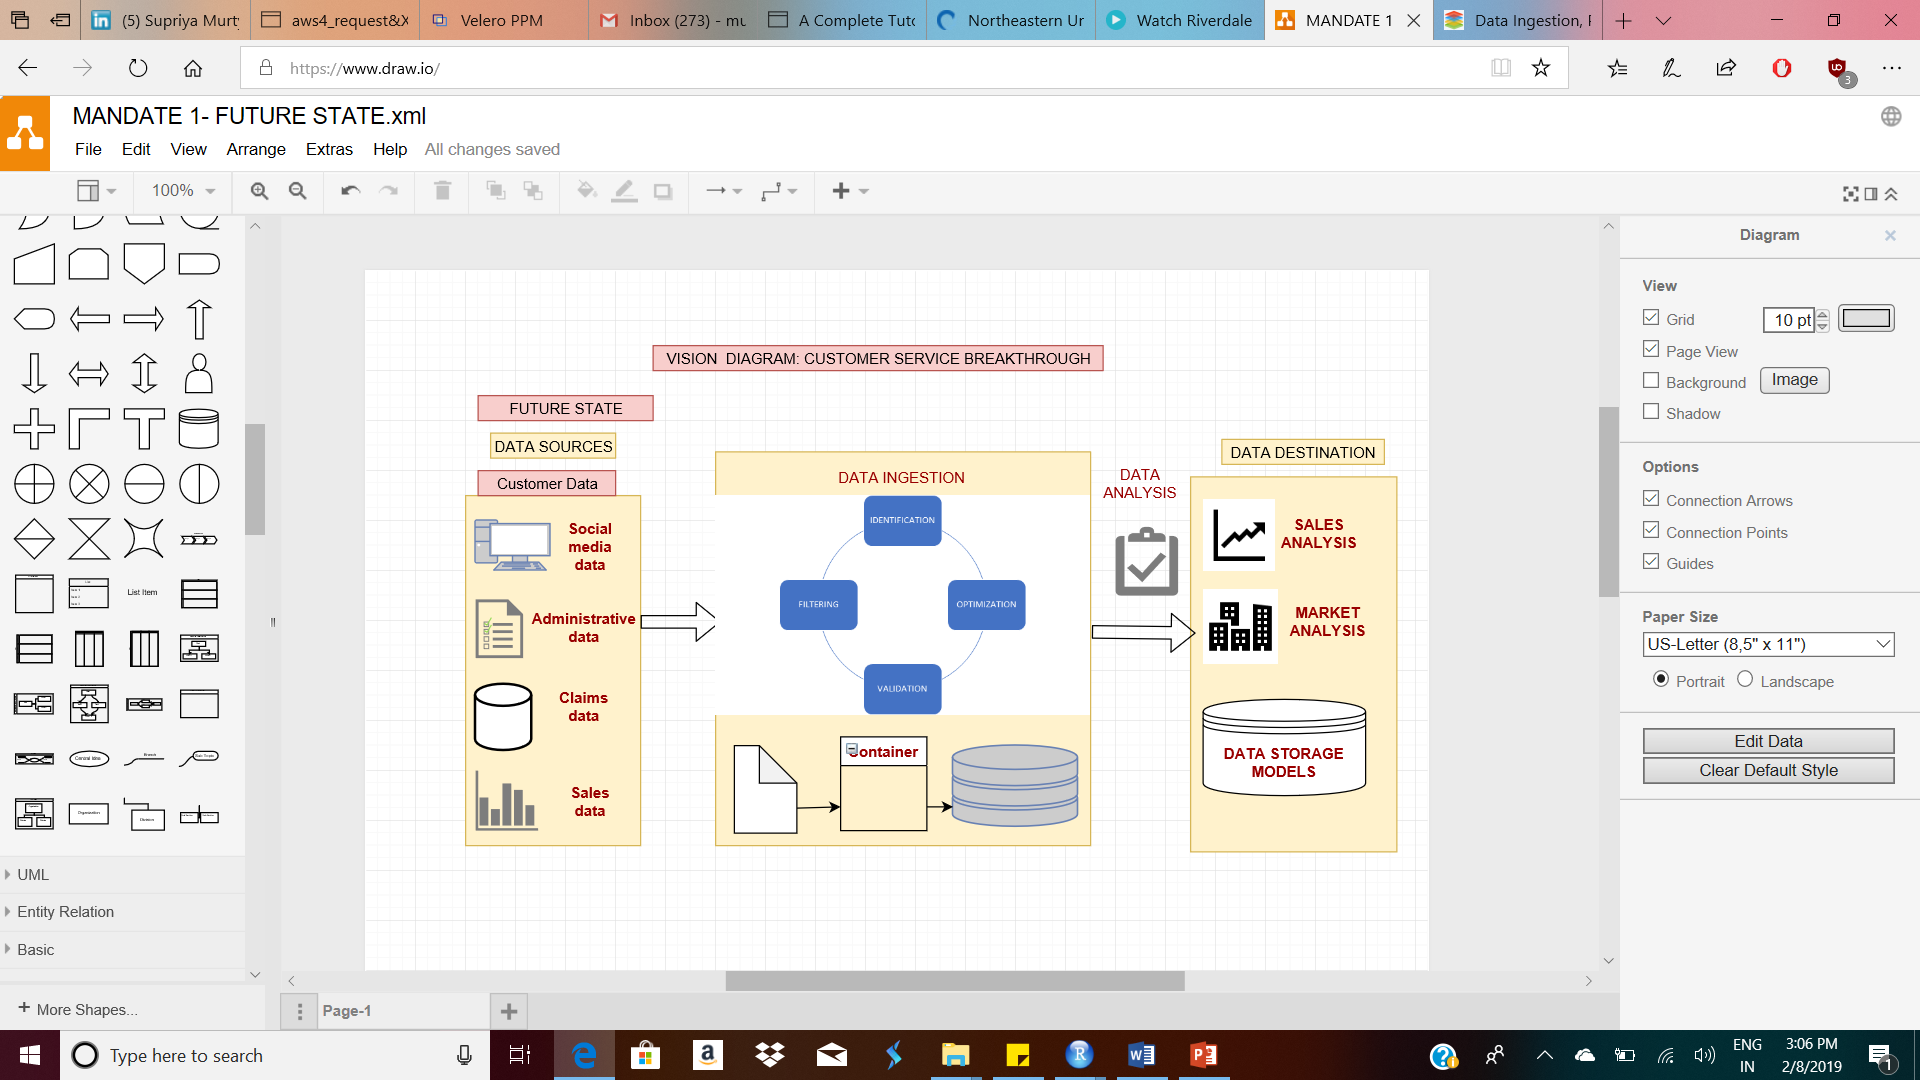 (5) Supriya Murt
aws4_request&X
Velero PPM
Inbox (273) - mu
A Complete Tuto
Northeastern Ur
Watch Riverdale
MANDATE 1
Data Ingestion, F
https://www.draw.io/
3
MANDATE 1- FUTURE STATE.xml
File Edit View Arrange Extras Help All changes saved
100%
List Item
UML
Entity Relation
Basic
+ More Shapes...
VISION DIAGRAM: CUSTOMER SERVICE BREAKTHROUGH
FUTURE STATE
DATA SOURCES
Customer Data
Social
media
data
Administrative
data
Claims
data
Sales
data
DATA INGESTION
IDENTIFICATION
FILTERING
OPTIMIZATION
VALIDATION
ontainer
DATA
ANALYSIS
DATA DESTINATION
SALES
ANALYSIS
MARKET
ANALYSIS
DATA STORAGE
MODELS
Page-1
Diagram
View
Grid 10 pt
Page View
Background Image
Shadow
Options
Connection Arrows
Connection Points
Guides
Paper Size
US-Letter (8,5" x 11")
Portrait Landscape
Edit Data
Clear Default Style
Type here to search
ENG
IN
3:06 PM
2/8/2019
1